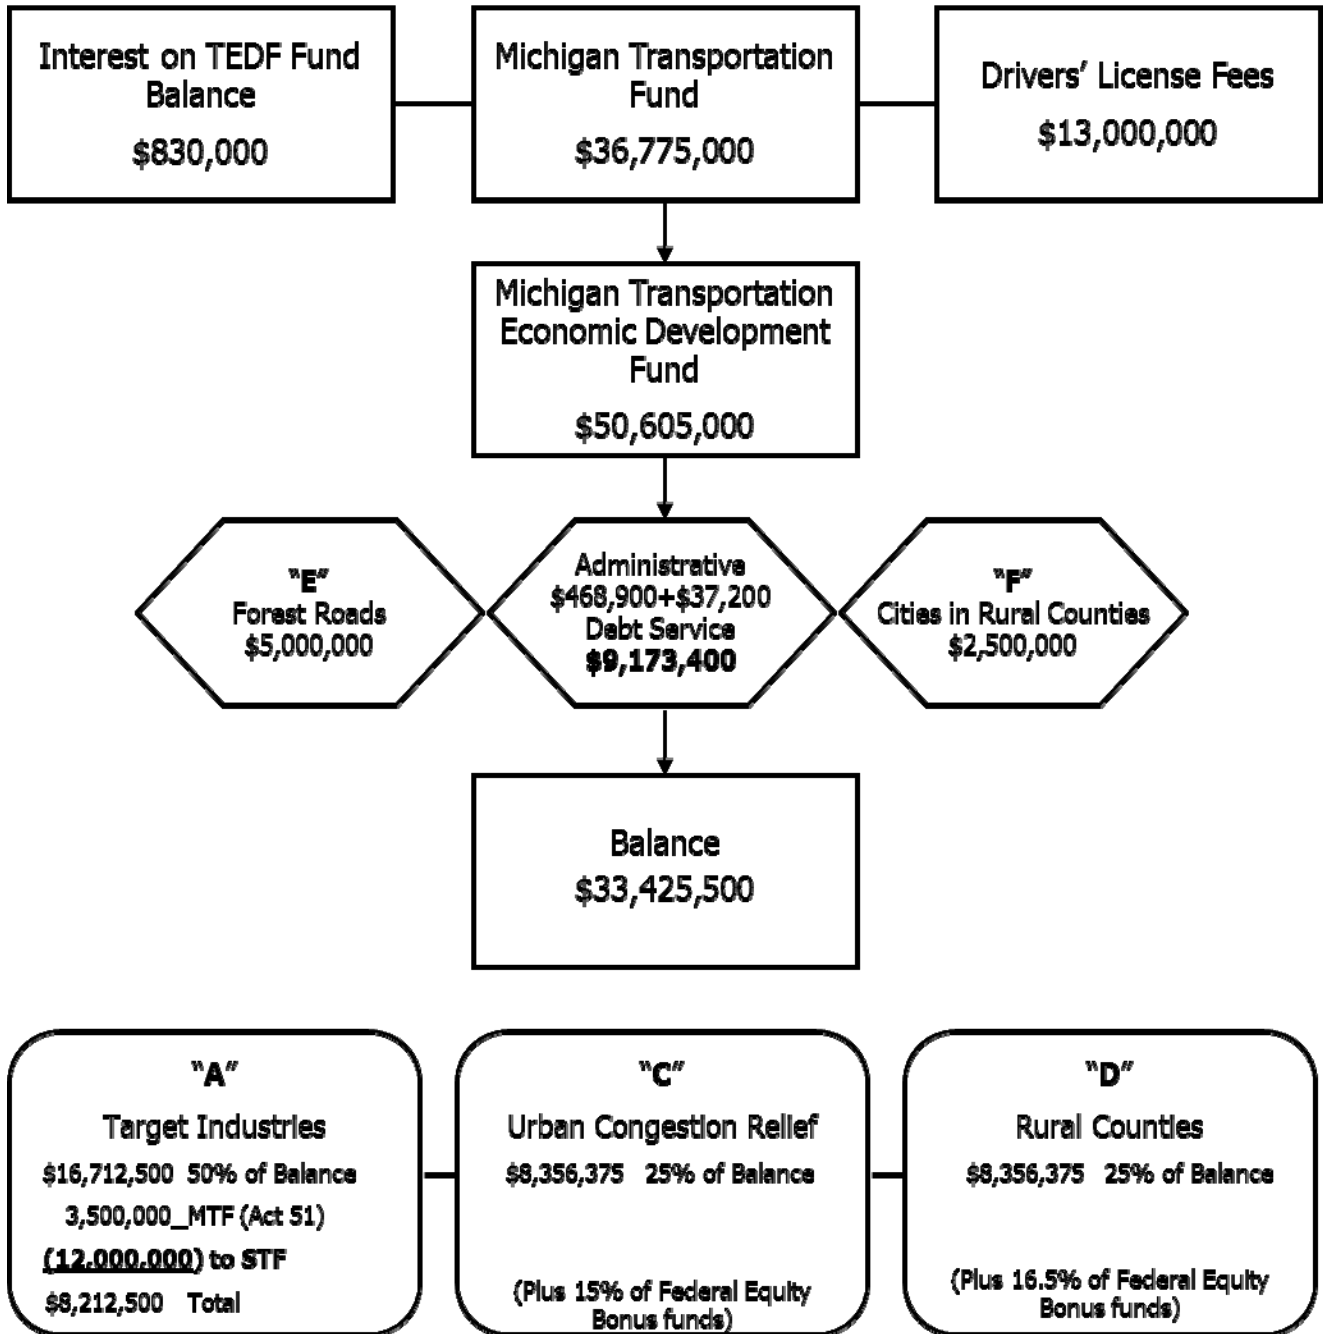 Interest on TEDF Fund
Balance
$830,000
Michigan Transportation
Fund
$36,775,000
Drivers' License Fees
$13,000,000
Michigan Transportation
Economic Development
Fund
$50,605,000
"E"
Forest Roads
$5,000,000
Administrative
$468,900+$37,200
Debt Service
$9,173,400
"F"
Cities in Rural Counties
$2,500,000
Balance
$33,425,500
"A"
Target Industries
$16,712,500 50% of Balance
3,500,000_MTF (Act 51)
(12,000,000) to STF
$8,212,500 Total
"C"
Urban Congestion Relief
$8,356,375 25% of Balance
(Plus 15% of Federal Equity
Bonus funds)
"D"
Rural Counties
$8,356,375 25% of Balance
(Plus 16.5% of Federal Equity
Bonus funds)